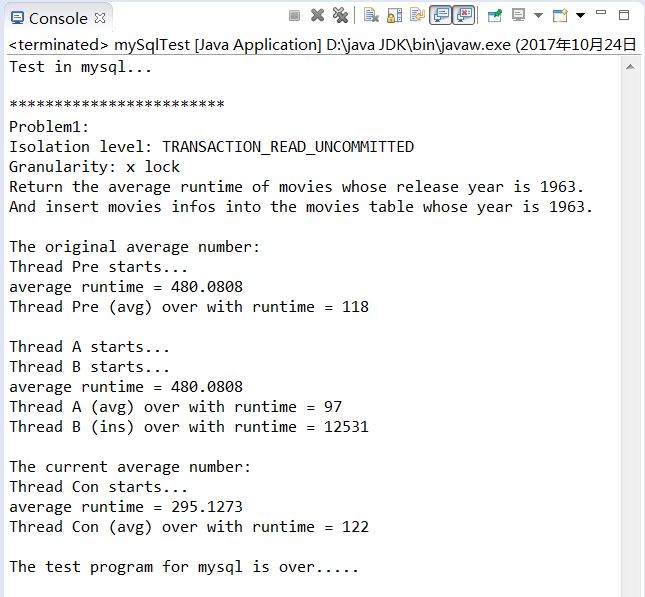 Console
<terminated> mySqlTest [Java Application] D:\java JDK\bin\javaw.exe (2017年10月24日
Test in mysql...
************************
Problem1:
Isolation level: TRANSACTION_READ_UNCOMMITTED
Granularity: x lock
Return the average runtime of movies whose release year is 1963.
And insert movies infos into the movies table whose year is 1963.
The original average number:
Thread Pre starts...
average runtime = 480.0808
Thread Pre (avg) over with runtime = 118
Thread A starts...
Thread B starts...
average runtime = 480.0808
Thread A (avg) over with runtime = 97
Thread B (ins) over with runtime = 12531
The current average number:
Thread Con starts...
average runtime = 295.1273
Thread Con (avg) over with runtime = 122
The test program for mysql is over.....